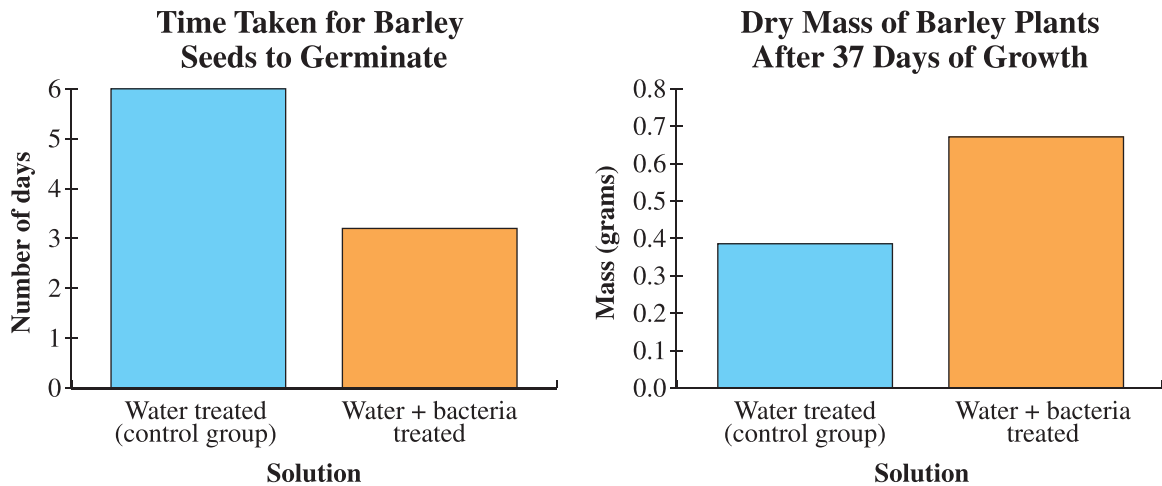 Time Taken for Barley
Seeds to Germinate
Number of days
6
5
4
3
2
1
0
Water treated
(control group)
Water + bacteria
treated
Solution
Dry Mass of Barley Plants
After 37 Days of Growth
Mass (grams)
0.8
0.7
0.6
0.5
0.4
0.3
0.2
0.1
0.0
Water treated
(control group)
Water + bacteria
treated
Solution